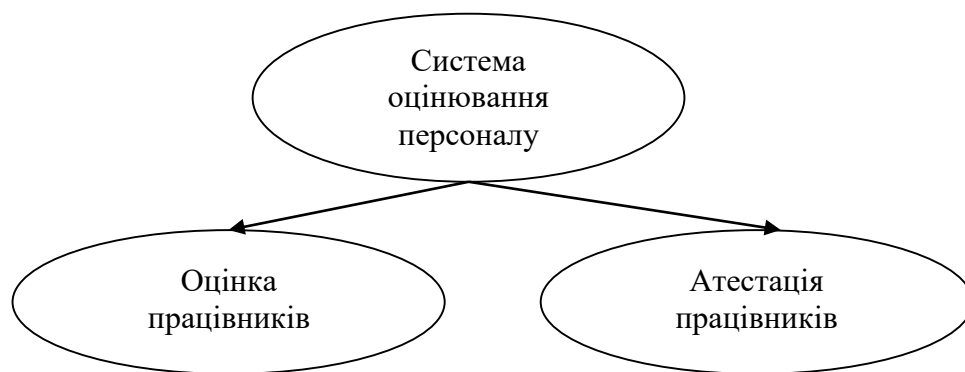 Система
оцінювання
персоналу
Оцінка
працівників
Атестація
працівників